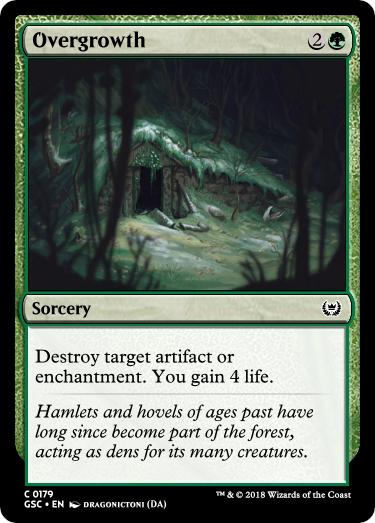 Overgrowth 2
Sorcery
Destroy target artifact or
enchantment. You gain 4 life.
Hamlets and hovels of ages past have
long since become part of the forest,
acting as dens for its many creatures.
C 0179
GSC • EN DRAGONICTONI (DA)
™ & © 2018 Wizards of the Coast